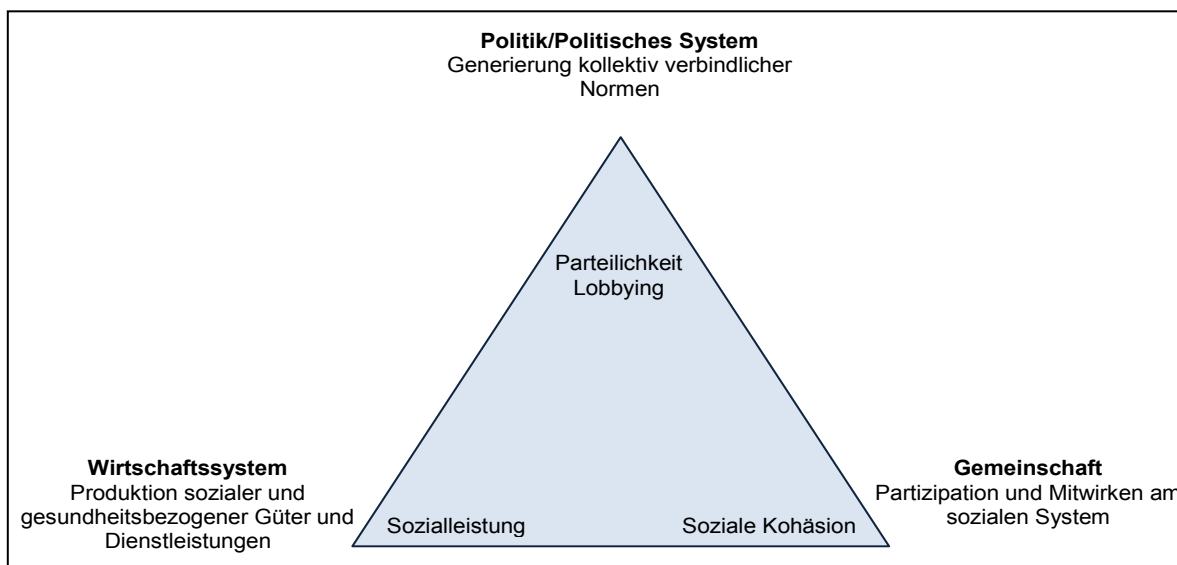 Politik/Politisches System
Generierung kollektiv verbindlicher
Normen
Parteilichkeit
Lobbying
Wirtschaftssystem
Produktion sozialer und
gesundheitsbezogener Güter und
Dienstleistungen
Sozialleistung
Soziale Kohäsion
Gemeinschaft
Partizipation und Mitwirken am
sozialen System